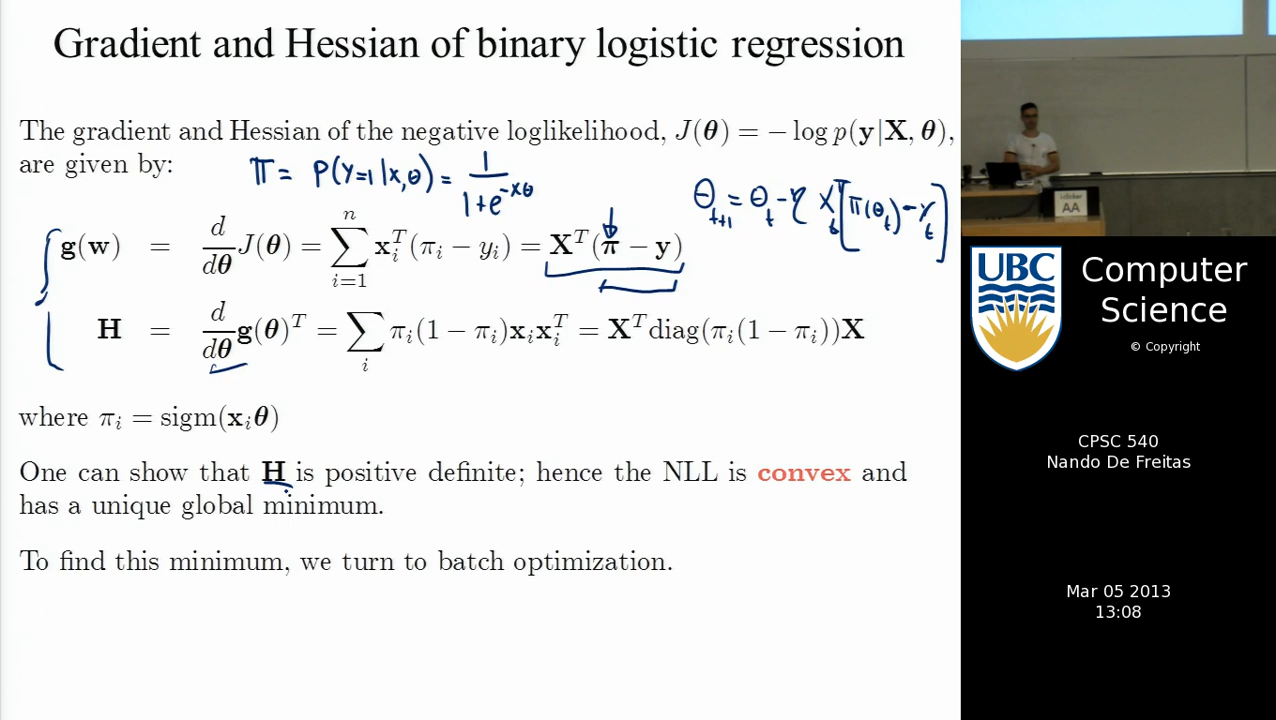 Gradient and Hessian of binary logistic regression
The gradient and Hessian of the negative loglikelihood, J(θ) = − log p(y|X, θ),
are given by:
π = P(y=1|x,θ) = 1/(1+e^{-xθ})
θ_{t+1} = θ_t - η X_t^T [π(θ_t) - y_t]
g(w) = d/dθ J(θ) = ∑_{i=1}^{n} x_i^T(π_i − y_i) = X^T(π − y)
H = d/dθ g(θ)^T = ∑_i π_i(1 − π_i)x_i x_i^T = X^T diag(π_i(1 − π_i))X
where π_i = sigm(x_iθ)
One can show that H is positive definite; hence the NLL is convex and
has a unique global minimum.
To find this minimum, we turn to batch optimization.
AA
UBC
Computer
Science
© Copyright
CPSC 540
Nando De Freitas
Mar 05 2013
13:08